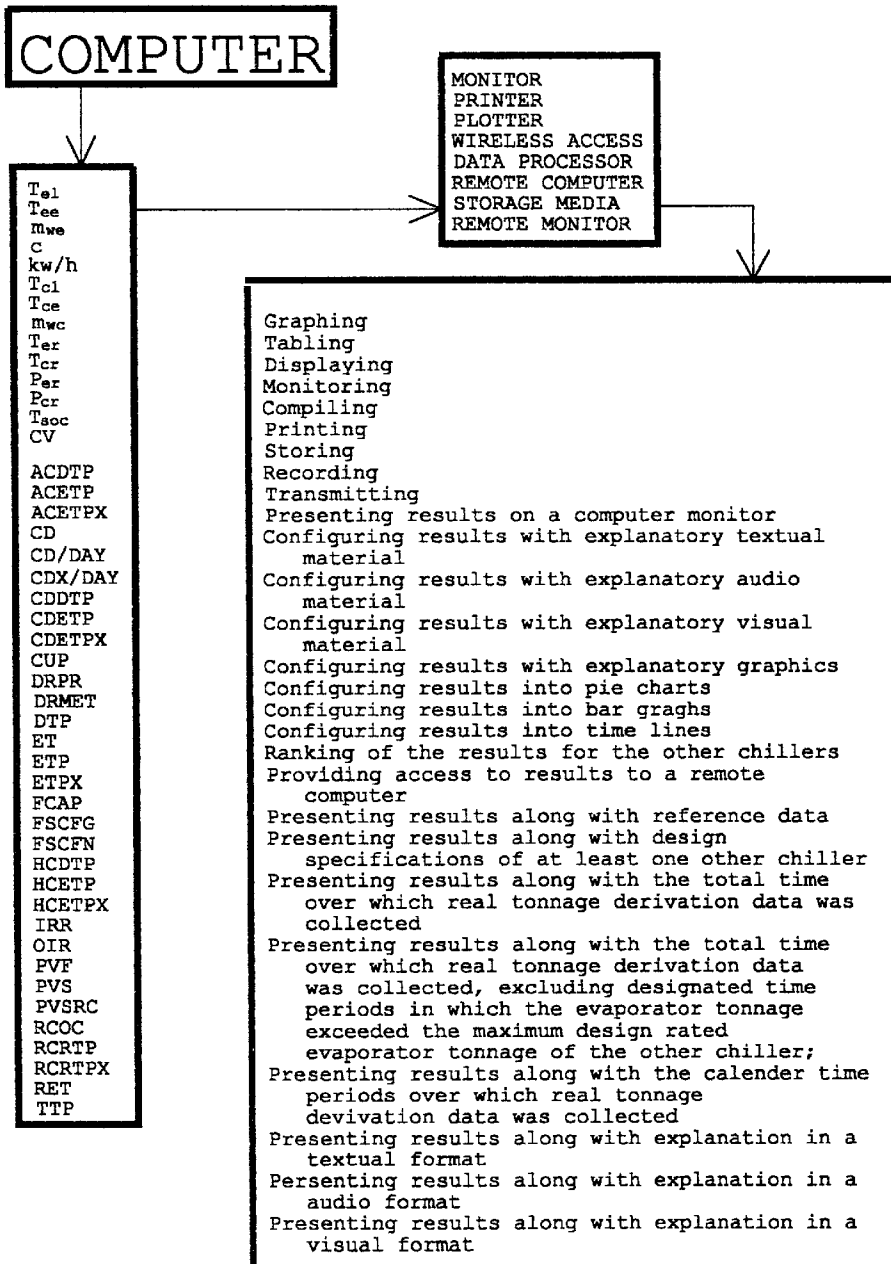 COMPUTER
MONITOR
PRINTER
PLOTTER
WIRELESS ACCESS
DATA PROCESSOR
REMOTE COMPUTER
STORAGE MEDIA
REMOTE MONITOR
Tel
Tee
mwe
C
kw/h
Tcl
Tce
mwc
Ter
Tcr
Per
Pcr
Tsoc
CV
ACDTP
ACETP
ACETPX
CD
CD/DAY
CDX/DAY
CDDTP
CDETP
CDETPX
CUP
DRPR
DRMET
DTP
ET
ETP
ETPX
FCAP
FSCFG
FSCFN
HCDTP
HCETP
HCETPX
IRR
OIR
PVF
PVS
PVSRC
RCOC
RCRTP
RCRTPX
RET
TTP
Graphing
Tabling
Displaying
Monitoring
Compiling
Printing
Storing
Recording
Transmitting
Presenting results on a computer monitor
Configuring results with explanatory textual
material
Configuring results with explanatory audio
material
Configuring results with explanatory visual
material
Configuring results with explanatory graphics
Configuring results into pie charts
Configuring results into bar graghs
Configuring results into time lines
Ranking of the results for the other chillers
Providing access to results to a remote
computer
Presenting results along with reference data
Presenting results along with design
specifications of at least one other chiller
Presenting results along with the total time
over which real tonnage derivation data was
collected
Presenting results along with the total time
over which real tonnage derivation data
was collected, excluding designated time
periods in which the evaporator tonnage
exceeded the maximum design rated
evaporator tonnage of the other chiller;
Presenting results along with the calender time
periods over which real tonnage
devivation data was collected
Presenting results along with explanation in a
textual format
Persenting results along with explanation in a
audio format
Presenting results along with explanation in a
visual format